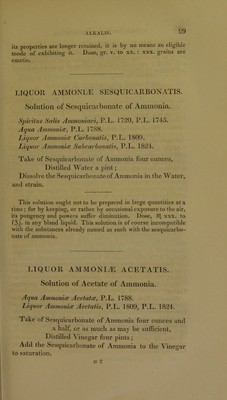 ALKALIS. 99
its properties are longer retained, it is by no means so eligible
mode of exhibiting it. Dose, gr. v. to xx.: xxx. grains are
emetic.
LIQUOR AMMONIÆ SESQUICARBONATIS.
Solution of Sesquicarbonate of Ammonia.
Spiritus Salis Ammoniaci, P.L. 1720, P.L. 1745.
Aqua Ammoniæ, P.L. 1788.
Liquor Ammoniæ Carbonatis, P.L. 1809.
Liquor Ammoniæ Subcarbonatis, P.L. 1824.
Take of Sesquicarbonate of Ammonia four ounces,
Distilled Water a pint;
Dissolve the Sesquicarbonate of Ammonia in the Water,
and strain.
This solution ought not to be prepared in large quantities at a
time; for by keeping, or rather by occasional exposure to the air,
its pungency and powers suffer diminution. Dose, ♏ xxx. to
fʒj. in any bland liquid. This solution is of course incompatible
with the substances already named as such with the sesquicarbo-
nate of ammonia.
LIQUOR AMMONIÆ ACETATIS.
Solution of Acetate of Ammonia.
Aqua Ammoniæ Acetatæ, P.L. 1788.
Liquor Ammoniæ Acetatis, P.L. 1809, P.L. 1824.
Take of Sesquicarbonate of Ammonia four ounces and
a half, or as much as may be sufficient,
Distilled Vinegar four pints;
Add the Sesquicarbonate of Ammonia to the Vinegar
to saturation.
H 2